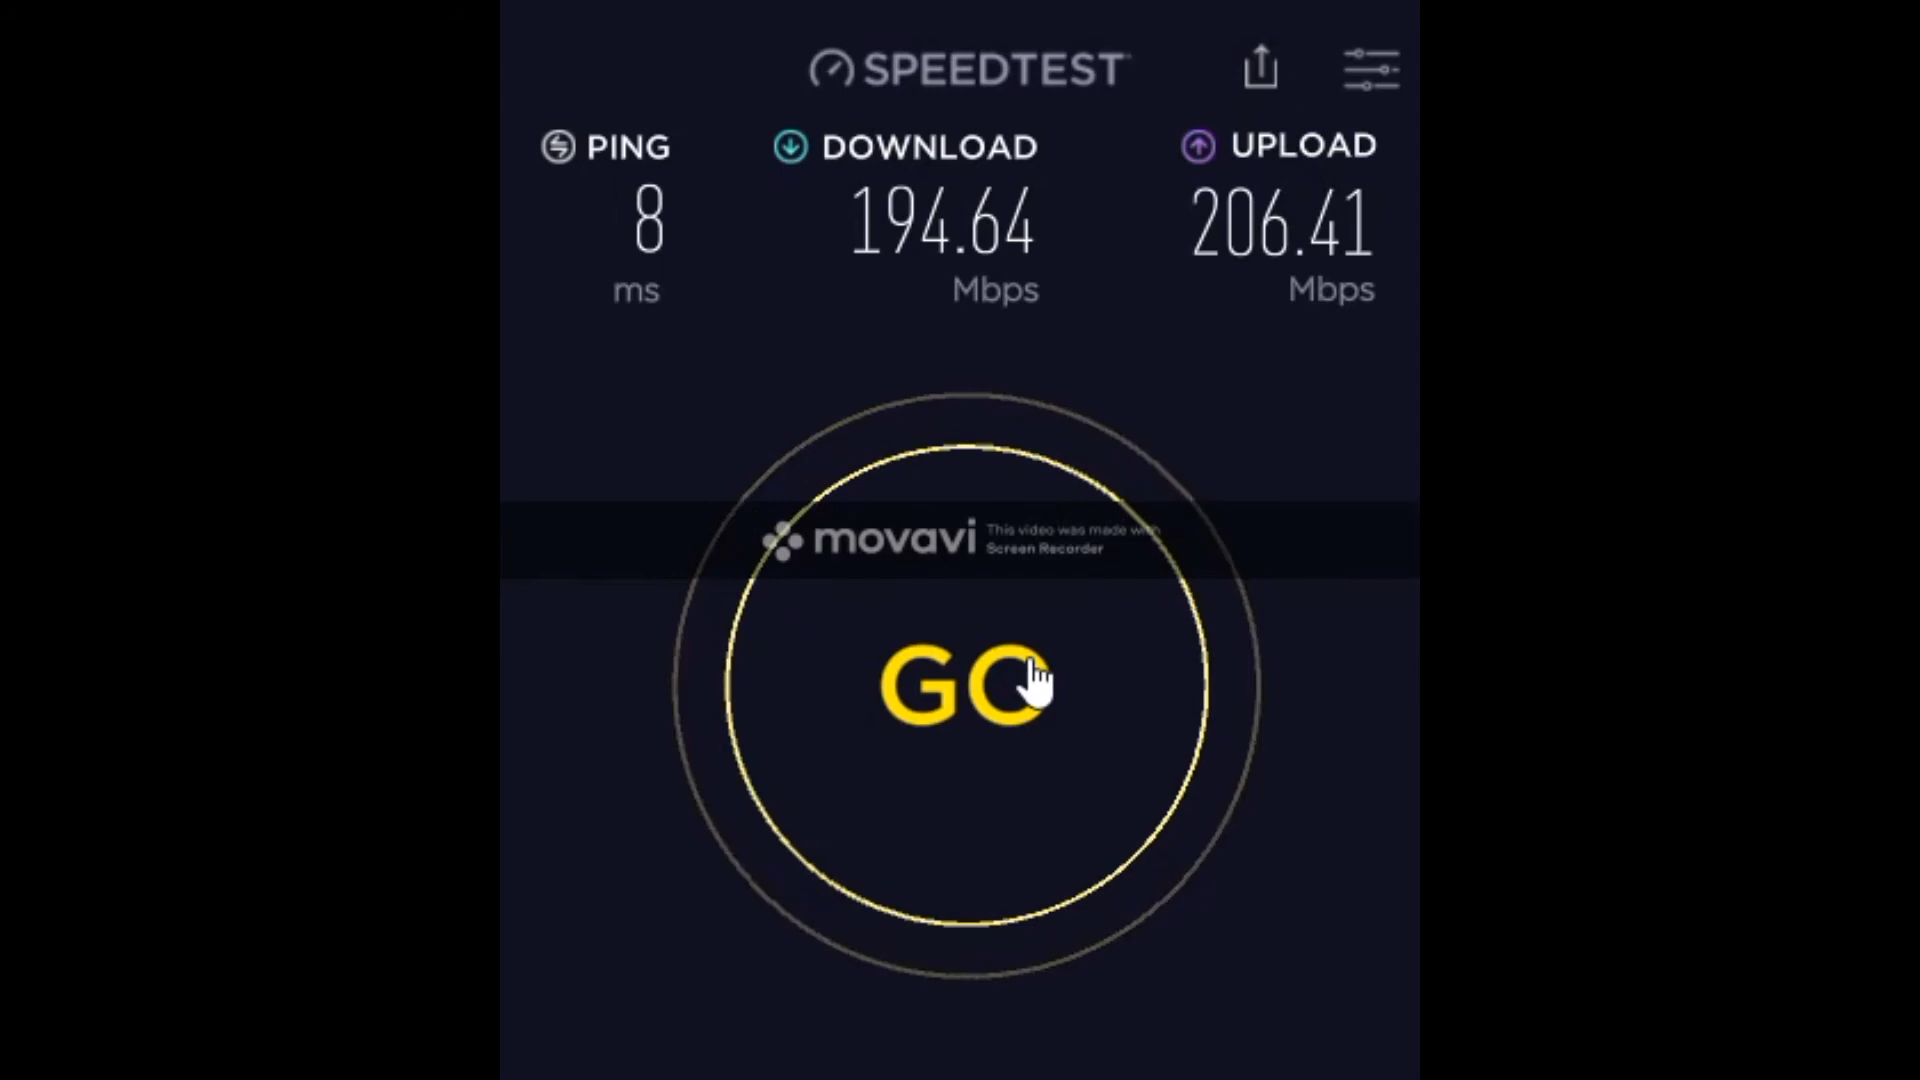 SPEEDTEST
PING
DOWNLOAD
UPLOAD
8
194.64
206.41
ms
Mbps
Mbps
movavi
This video was made with
Screen Recorder
GO